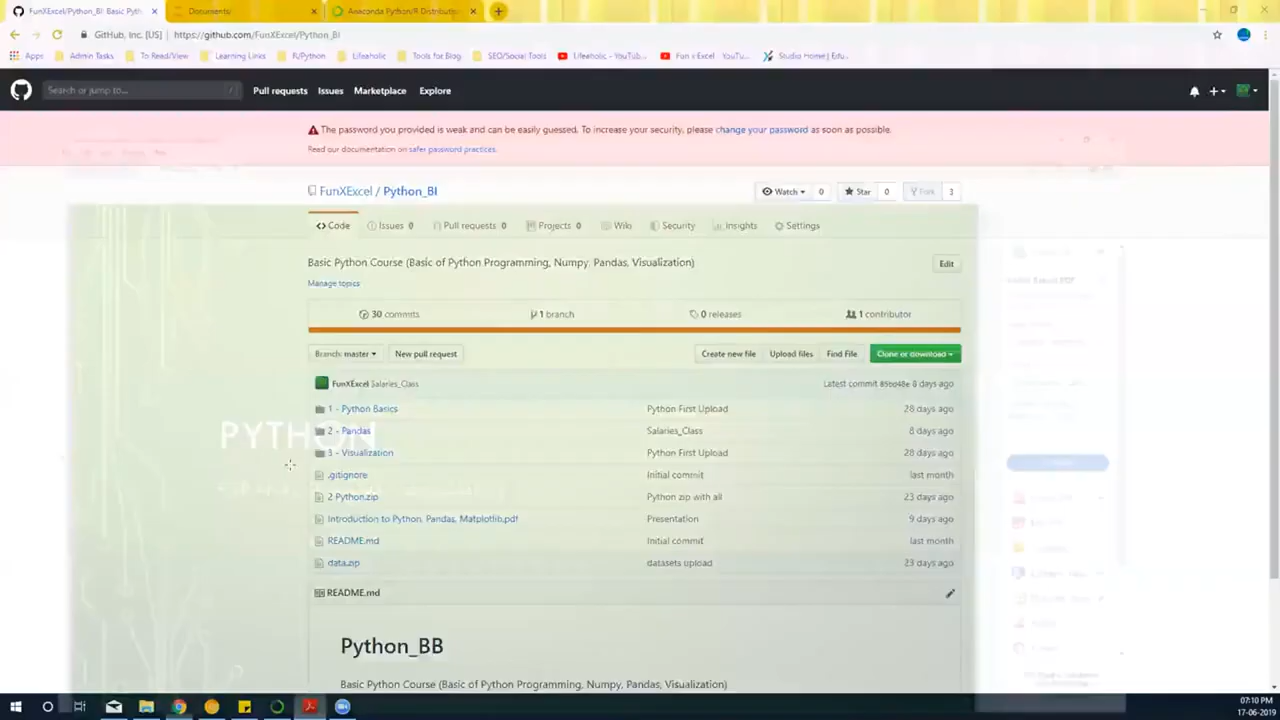 FunXExcel/Python_BI: Basic Pyth
Documents/
Anaconda Python/R Distributio
GitHub, Inc. [US] https://github.com/FunXExcel/Python_BI
Apps Admin Tasks To Read/View Learning Links R/Python Lifeaholic Tools for Blog SEO/Social Tools Lifeaholic - YouTub... Fun x Excel - YouTu... Studio Home | Edu...
Search or jump to... /
Pull requests Issues Marketplace Explore
The password you provided is weak and can be easily guessed. To increase your security, please change your password as soon as possible.
Read our documentation on safer password practices.
FunXExcel / Python_BI
Watch 0 Star 0 Fork
Code Issues 0 Pull requests 0 Projects 0 Wiki Security Insights Settings
Basic Python Course (Basic of Python Programming, Numpy, Pandas, Visualization)
Edit
Manage topics
30 commits 1 branch 0 releases 1 contributor
Branch: master New pull request Create new file Upload files Find File Clone or download
FunXExcel Salaries_Class Latest commit 8 days ago
1 - Python Basics Python First Upload 28 days ago
2 - Pandas Salaries_Class 8 days ago
PYTHON
3 - Visualization Python First Upload 28 days ago
.gitignore Initial commit last month
2 Python.zip Python zip with all 23 days ago
Introduction to Python, Pandas, Matplotlib.pdf Presentation 9 days ago
README.md Initial commit last month
data.zip datasets upload 23 days ago
README.md
Python_BB
Basic Python Course (Basic of Python Programming, Numpy, Pandas, Visualization)
07:10 PM
17-06-2019